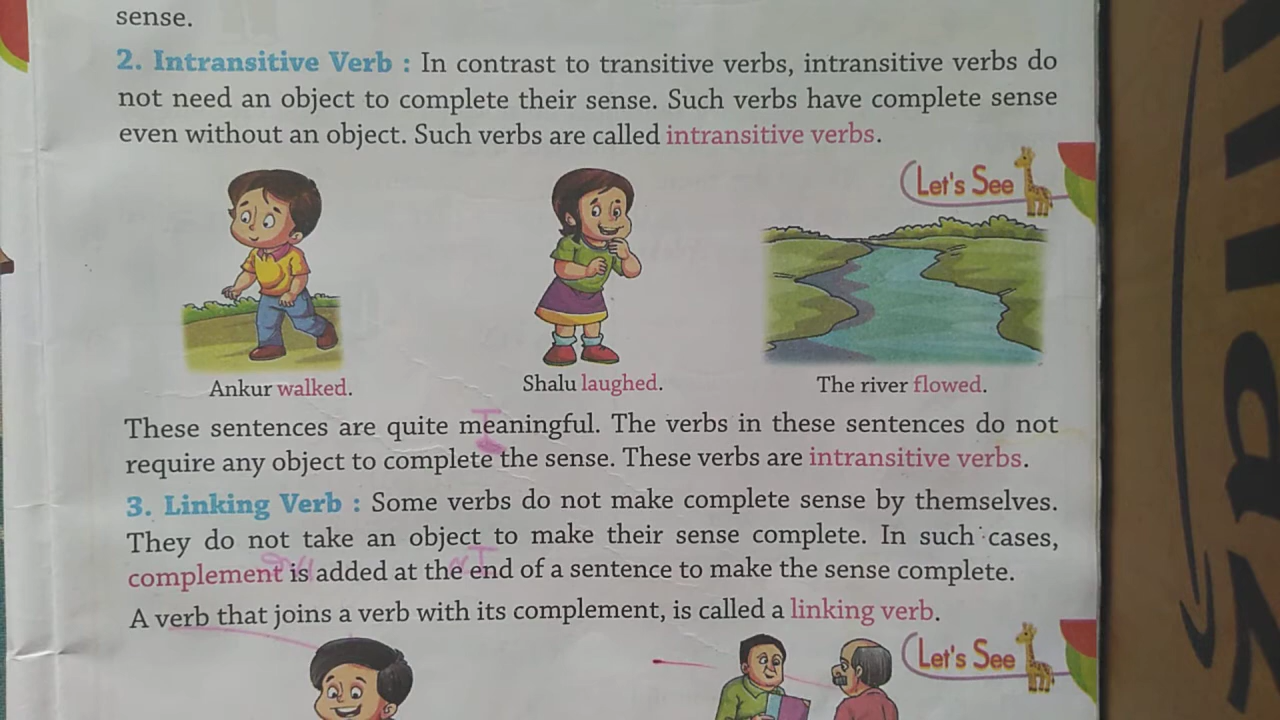 sense.
2. Intransitive Verb : In contrast to transitive verbs, intransitive verbs do
not need an object to complete their sense. Such verbs have complete sense
even without an object. Such verbs are called intransitive verbs.
Let's See
Ankur walked.
Shalu laughed.
The river flowed.
These sentences are quite meaningful. The verbs in these sentences do not
require any object to complete the sense. These verbs are intransitive verbs.
3. Linking Verb : Some verbs do not make complete sense by themselves.
They do not take an object to make their sense complete. In such cases,
complement is added at the end of a sentence to make the sense complete.
A verb that joins a verb with its complement, is called a linking verb.
Let's See